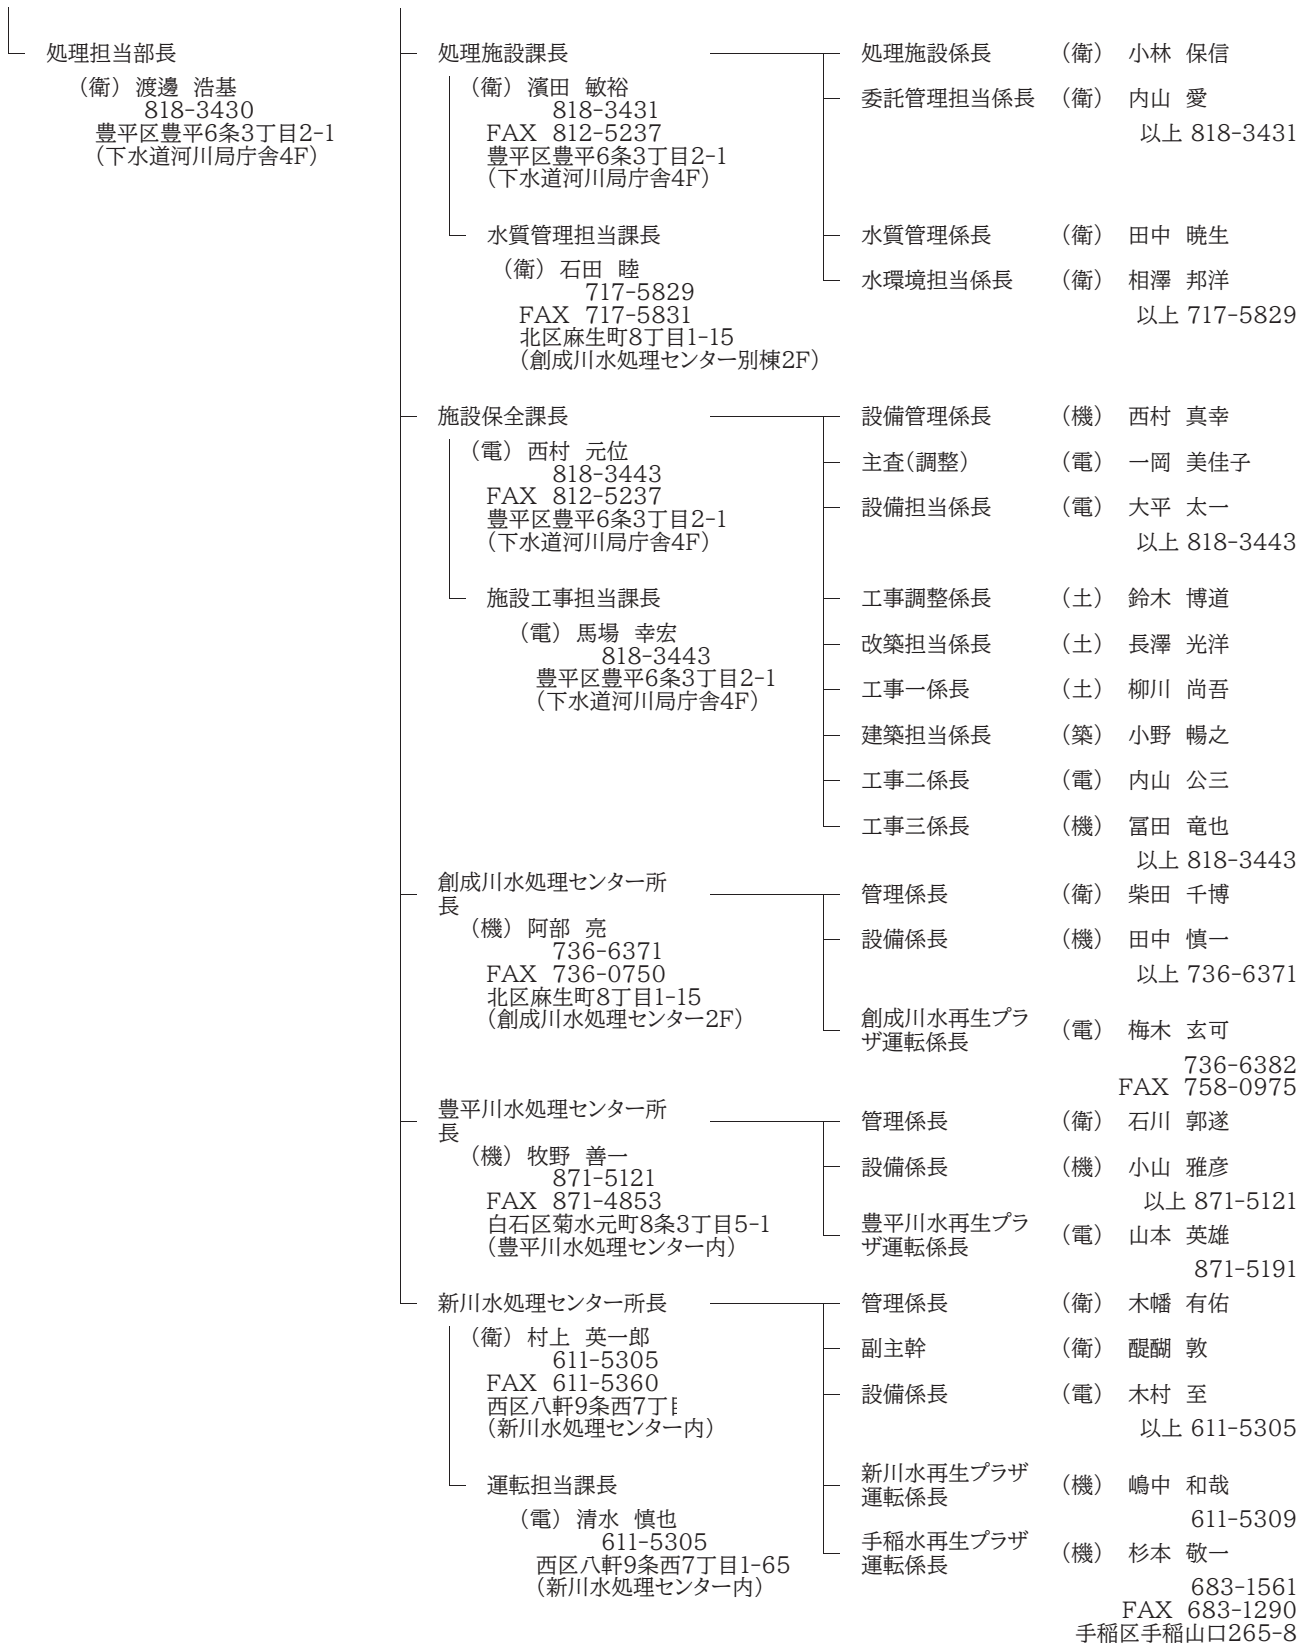 処理担当部長
（衛） 渡邊 浩基
818-3430
豊平区豊平6条3丁目2-1
（下水道河川局庁舎4F）
処理施設課長
（衛） 濱田 敏裕
818-3431
FAX 812-5237
豊平区豊平6条3丁目2-1
（下水道河川局庁舎4F）
処理施設係長 （衛） 小林 保信
委託管理担当係長 （衛） 内山 愛
以上 818-3431
水質管理担当課長
（衛） 石田 睦
717-5829
FAX 717-5831
北区麻生町8丁目1-15
（創成川水処理センター別棟2F）
水質管理係長 （衛） 田中 暁生
水環境担当係長 （衛） 相澤 邦洋
以上 717-5829
施設保全課長
（電） 西村 元位
818-3443
FAX 812-5237
豊平区豊平6条3丁目2-1
（下水道河川局庁舎4F）
設備管理係長 （機） 西村 真幸
主査（調整） （電） 一岡 美佳子
設備担当係長 （電） 大平 太一
以上 818-3443
施設工事担当課長
（電） 馬場 幸宏
818-3443
豊平区豊平6条3丁目2-1
（下水道河川局庁舎4F）
工事調整係長 （土） 鈴木 博道
改築担当係長 （土） 長澤 光洋
工事一係長 （土） 柳川 尚吾
建築担当係長 （築） 小野 暢之
工事二係長 （電） 内山 公三
工事三係長 （機） 冨田 竜也
以上 818-3443
創成川水処理センター所
長
（機） 阿部 亮
736-6371
FAX 736-0750
北区麻生町8丁目1-15
（創成川水処理センター2F）
管理係長 （衛） 柴田 千博
設備係長 （機） 田中 慎一
以上 736-6371
創成川水再生プラ
ザ運転係長 （電） 梅木 玄可
736-6382
FAX 758-0975
豊平川水処理センター所
長
（機） 牧野 善一
871-5121
FAX 871-4853
白石区菊水元町8条3丁目5-1
（豊平川水処理センター内）
管理係長 （衛） 石川 郭遂
設備係長 （機） 小山 雅彦
以上 871-5121
豊平川水再生プラ
ザ運転係長 （電） 山本 英雄
871-5191
新川水処理センター所長
（衛） 村上 英一郎
611-5305
FAX 611-5360
西区八軒9条西7丁
（新川水処理センター内）
管理係長 （衛） 木幡 有佑
副主幹 （衛） 醍醐 敦
設備係長 （電） 木村 至
以上 611-5305
運転担当課長
（電） 清水 慎也
611-5305
西区八軒9条西7丁目1-65
（新川水処理センター内）
新川水再生プラザ
運転係長 （機） 嶋中 和哉
611-5309
手稲水再生プラザ
運転係長 （機） 杉本 敬一
683-1561
FAX 683-1290
手稲区手稲山口265-8